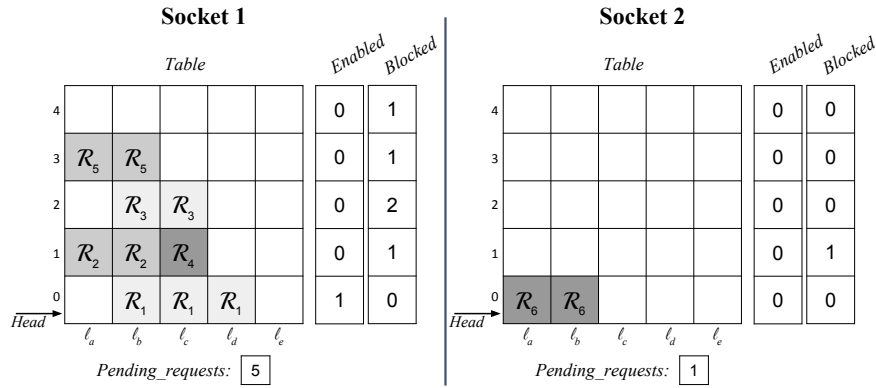 Socket 1
Table Enabled Blocked
4 0 1
3 R5 R5 0 1
2 R3 R3 0 2
1 R2 R2 R4 0 1
0 R1 R1 R1 1 0
Head
ℓa ℓb ℓc ℓd ℓe
Pending_requests: 5
Socket 2
Table Enabled Blocked
4 0 0
3 0 0
2 0 0
1 0 1
0 R6 R6 0 0
Head
ℓa ℓb ℓc ℓd ℓe
Pending_requests: 1